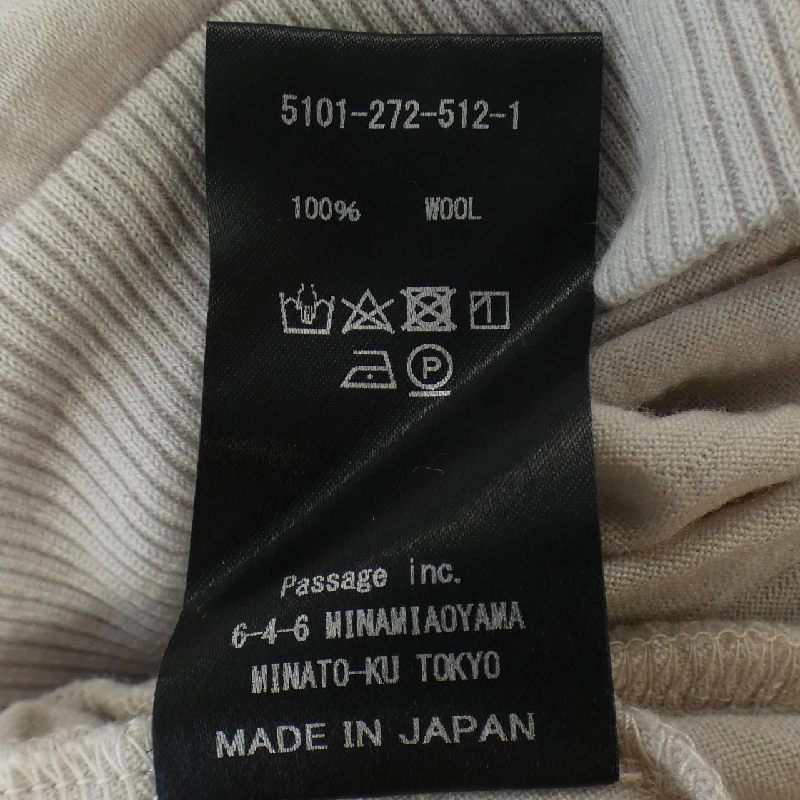 5101-272-512-1
100% WOOL
P
Passage inc.
6-4-6 MINAMIAOYAMA
MINATO-KU TOKYO
MADE IN JAPAN